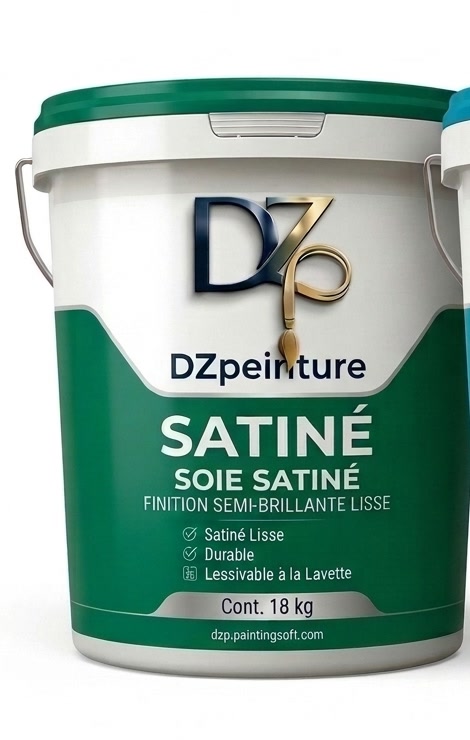 DZp
DZpeinture
SATINÉ
SOIE SATINÉ
FINITION SEMI-BRILLANTE LISSE
Satiné Lisse
Durable
Lessivable à la Lavette
Cont. 18 kg
dzp.paintingsoft.com